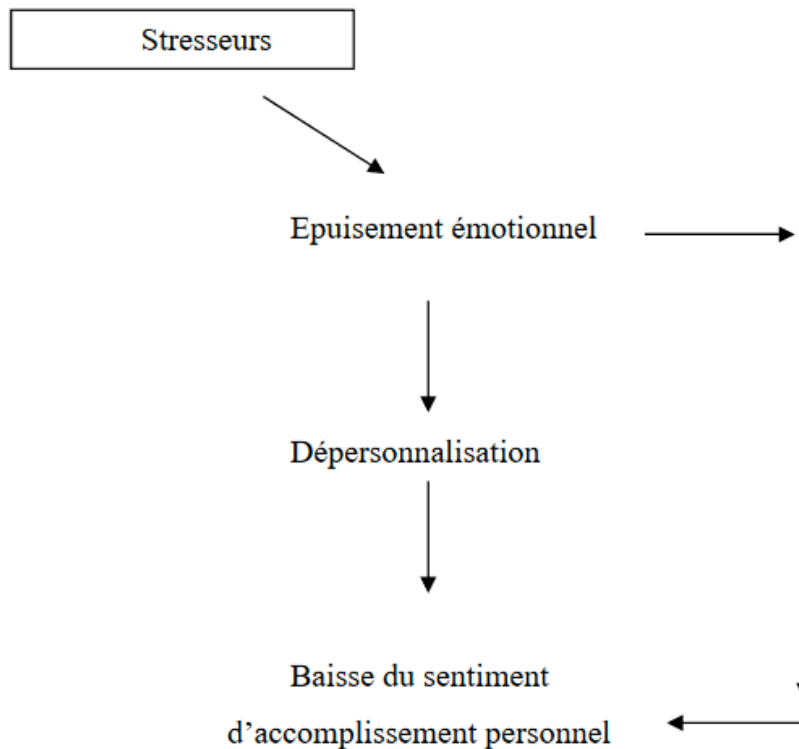 Stresseurs
Epuisement émotionnel
Dépersonnalisation
Baisse du sentiment
d’accomplissement personnel